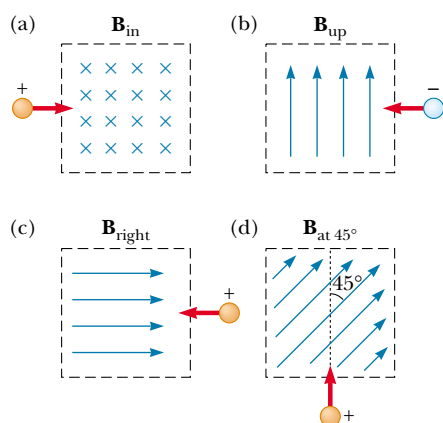 (a) B_in
+
(b) B_up
−
(c) B_right
+
(d) B_at 45°
45°
+